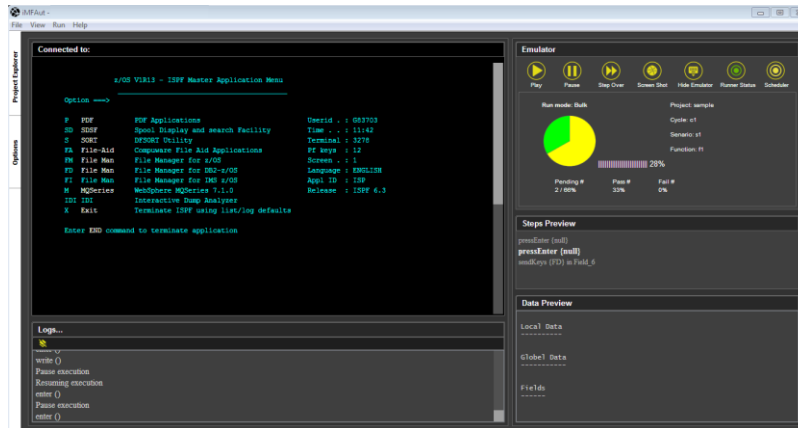 iMFAut -
File View Run Help
Project Explorer
Options
Connected to:
z/OS V1R13 - ISPF Master Application Menu
Option ===>
P PDF PDF Applications Userid . : G83703
SD SDSF Spool Display and search Facility Time . . : 11:42
S SORT DFSORT Utility Terminal : 3278
FA File-Aid Compuware File Aid Applications Pf keys : 12
FM File Man File Manager for z/OS Screen . : 1
FD File Man File Manager for DB2-z/OS Language : ENGLISH
FI File Man File Manager for IMS z/OS Appl ID : ISP
M MQSeries WebSphere MQSeries 7.1.0 Release : ISPF 6.3
IDI IDI Interactive Dump Analyzer
X Exit Terminate ISPF using list/log defaults
Enter END command to terminate application
Logs...
write ()
Pause execution
Resuming execution
enter ()
Pause execution
enter ()
Emulator
Play Pause Step Over Screen Shot Hide Emulator Runner Status Scheduler
Run mode: Bulk
Project: sample
Cycle: c1
Senario: s1
Function: f1
28%
Pending # Pass # Fail #
2 / 66% 33% 0%
Steps Preview
pressEnter {null}
pressEnter {null}
sendKeys {FD} in Field_6
Data Preview
Local Data
----------
Global Data
-----------
Fields
------